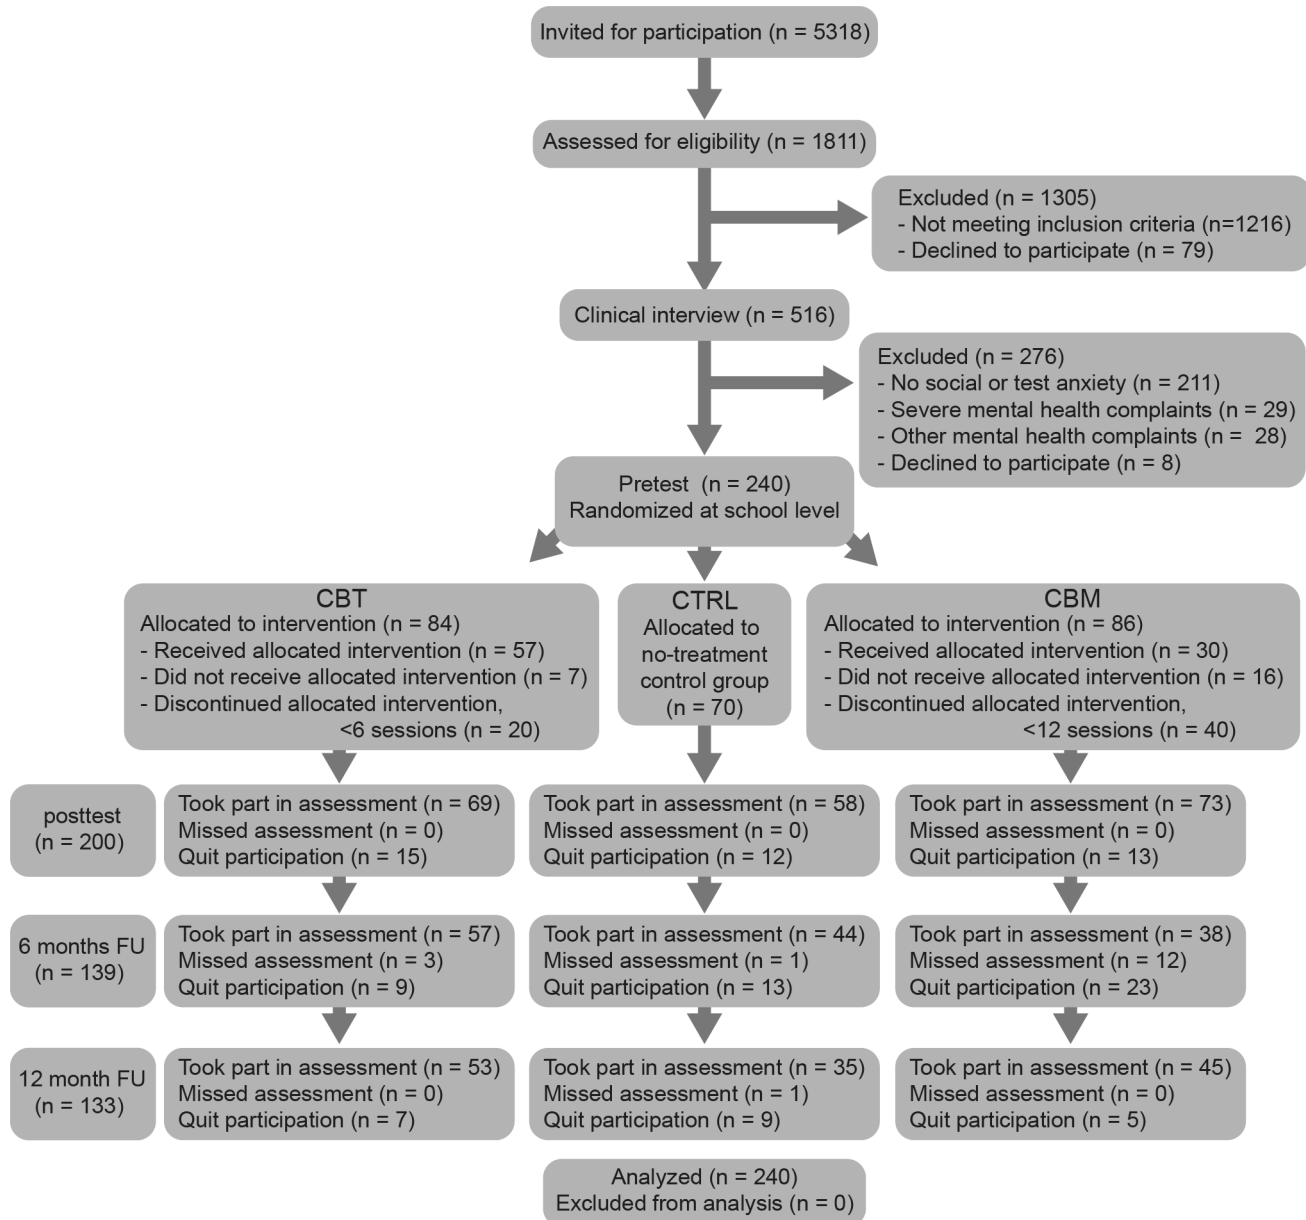 Invited for participation (n = 5318)
Assessed for eligibility (n = 1811)
Excluded (n = 1305)
- Not meeting inclusion criteria (n=1216)
- Declined to participate (n = 79)
Clinical interview (n = 516)
Excluded (n = 276)
- No social or test anxiety (n = 211)
- Severe mental health complaints (n = 29)
- Other mental health complaints (n =  28)
- Declined to participate (n = 8)
Pretest  (n = 240)
Randomized at school level
CBT
Allocated to intervention (n = 84)
- Received allocated intervention (n = 57)
- Did not receive allocated intervention (n = 7)
- Discontinued allocated intervention,
<6 sessions (n = 20)
CTRL
Allocated to
no-treatment
control group
(n = 70)
CBM
Allocated to intervention (n = 86)
- Received allocated intervention (n = 30)
- Did not receive allocated intervention (n = 16)
- Discontinued allocated intervention,
<12 sessions (n = 40)
posttest
(n = 200)
Took part in assessment (n = 69)
Missed assessment (n = 0)
Quit participation (n = 15)
Took part in assessment (n = 58)
Missed assessment (n = 0)
Quit participation (n = 12)
Took part in assessment (n = 73)
Missed assessment (n = 0)
Quit participation (n = 13)
6 months FU
(n = 139)
Took part in assessment (n = 57)
Missed assessment (n = 3)
Quit participation (n = 9)
Took part in assessment (n = 44)
Missed assessment (n = 1)
Quit participation (n = 13)
Took part in assessment (n = 38)
Missed assessment (n = 12)
Quit participation (n = 23)
12 month FU
(n = 133)
Took part in assessment (n = 53)
Missed assessment (n = 0)
Quit participation (n = 7)
Took part in assessment (n = 35)
Missed assessment (n = 1)
Quit participation (n = 9)
Took part in assessment (n = 45)
Missed assessment (n = 0)
Quit participation (n = 5)
Analyzed (n = 240)
Excluded from analysis (n = 0)